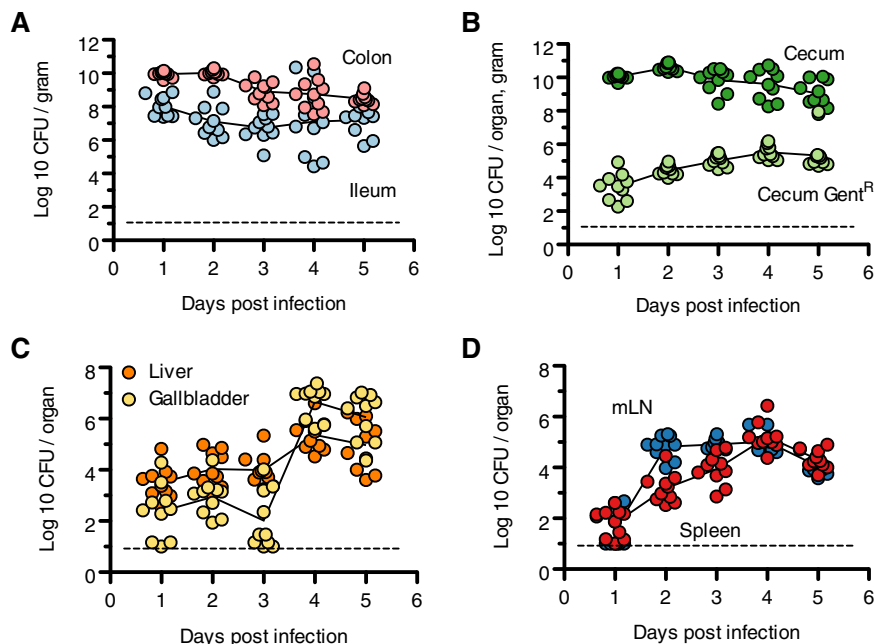 A
Log 10 CFU / gram
12
10
8
6
4
2
0
Colon
Ileum
0 1 2 3 4 5 6
Days post infection
B
Log 10 CFU / organ, gram
12
10
8
6
4
2
0
Cecum
Cecum Gent^R
0 1 2 3 4 5 6
Days post infection
C
Log 10 CFU / organ
8
6
4
2
0
Liver
Gallbladder
0 1 2 3 4 5 6
Days post infection
D
Log 10 CFU / organ
8
6
4
2
0
mLN
Spleen
0 1 2 3 4 5 6
Days post infection